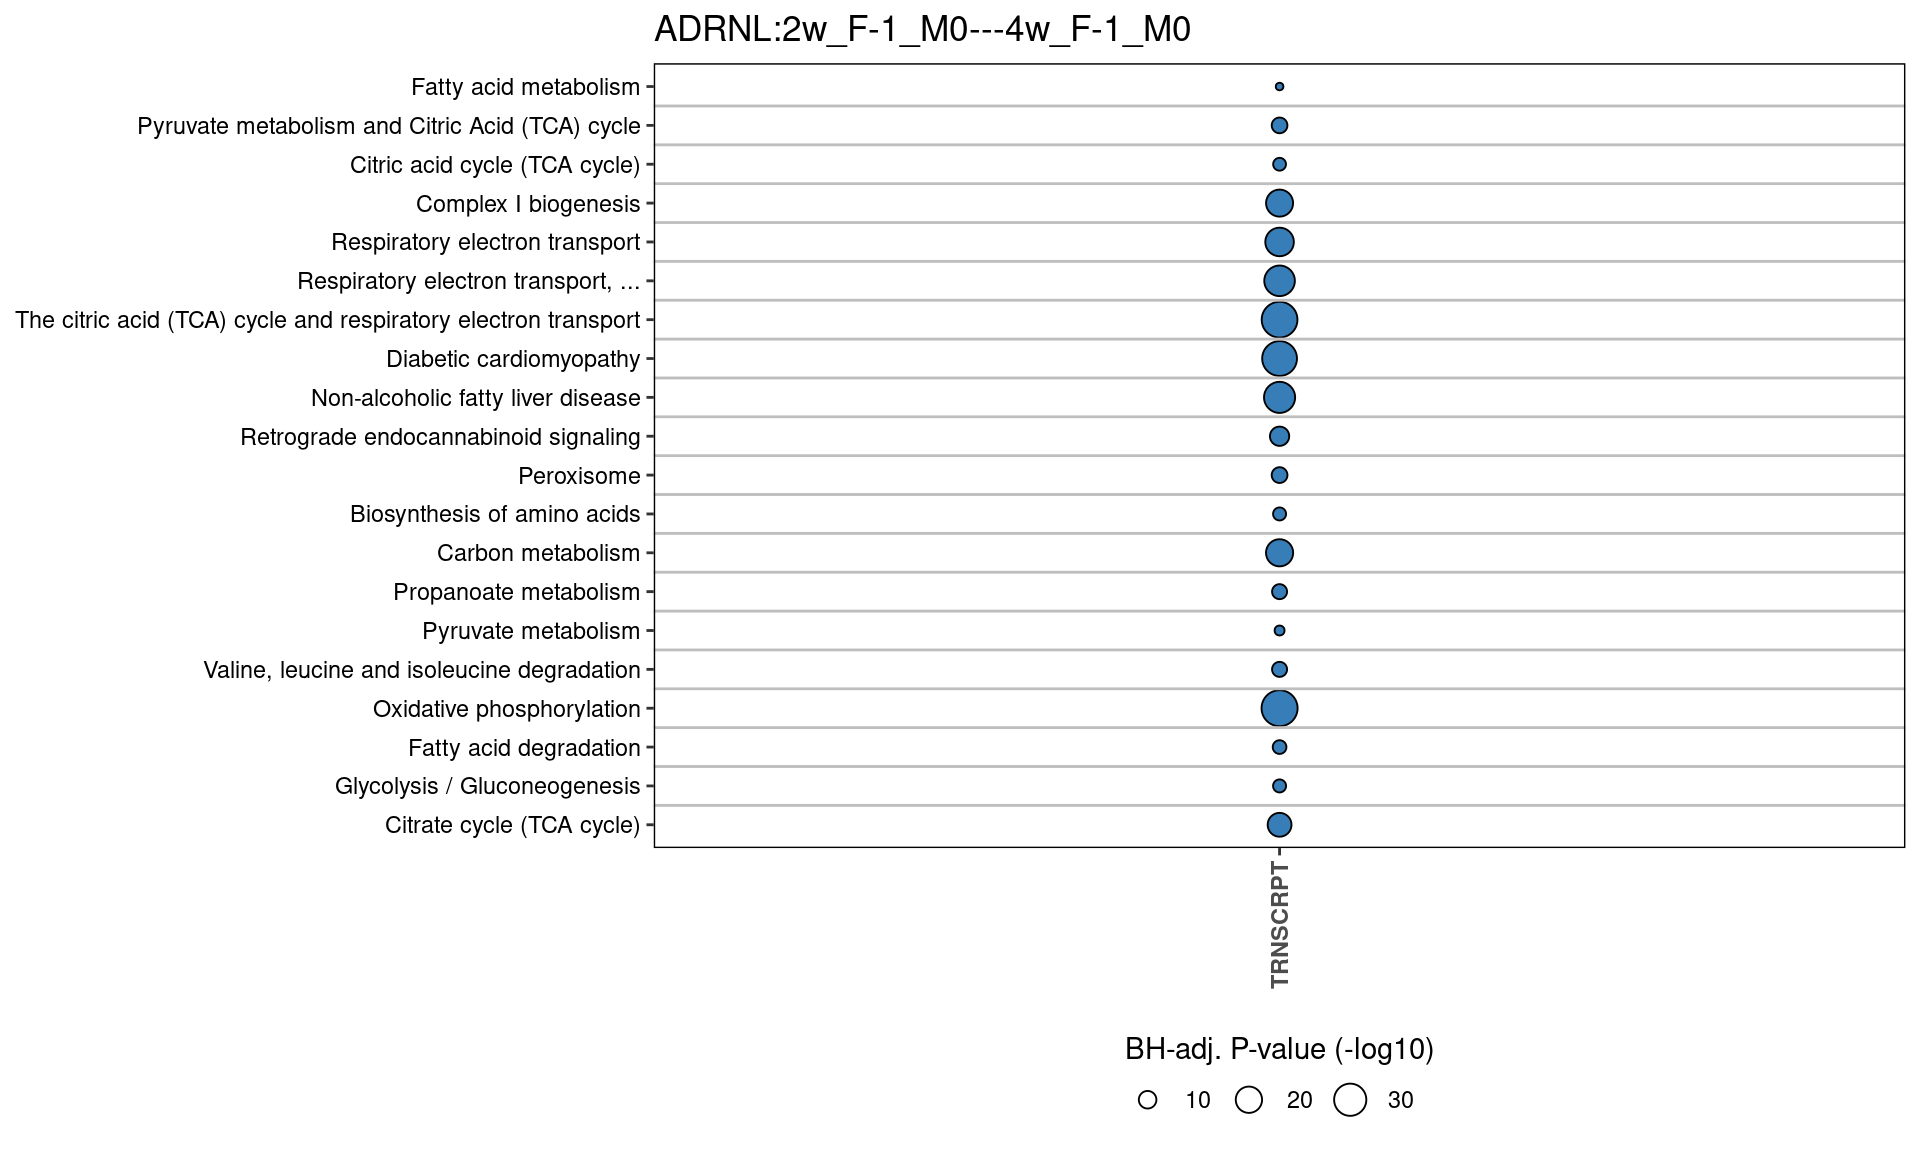 ADRNL:2w_F-1_M0---4w_F-1_M0
Fatty acid metabolism
Pyruvate metabolism and Citric Acid (TCA) cycle
Citric acid cycle (TCA cycle)
Complex I biogenesis
Respiratory electron transport
Respiratory electron transport, ...
The citric acid (TCA) cycle and respiratory electron transport
Diabetic cardiomyopathy
Non-alcoholic fatty liver disease
Retrograde endocannabinoid signaling
Peroxisome
Biosynthesis of amino acids
Carbon metabolism
Propanoate metabolism
Pyruvate metabolism
Valine, leucine and isoleucine degradation
Oxidative phosphorylation
Fatty acid degradation
Glycolysis / Gluconeogenesis
Citrate cycle (TCA cycle)
TRNSCRPT
BH-adj. P-value (-log10)
10 20 30